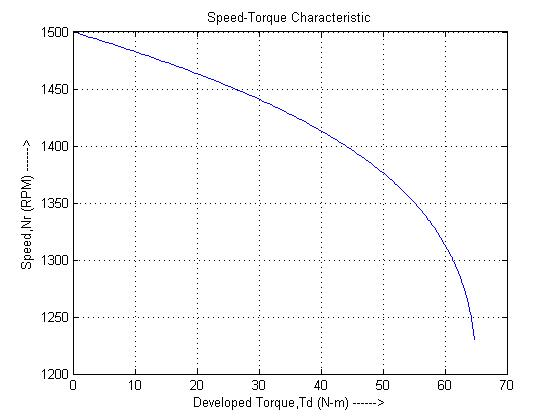 Speed-Torque Characteristic
1500
1450
1400
1350
1300
1250
1200
Speed,Nr (RPM) ------>
0 10 20 30 40 50 60 70
Developed Torque,Td (N-m) ------>